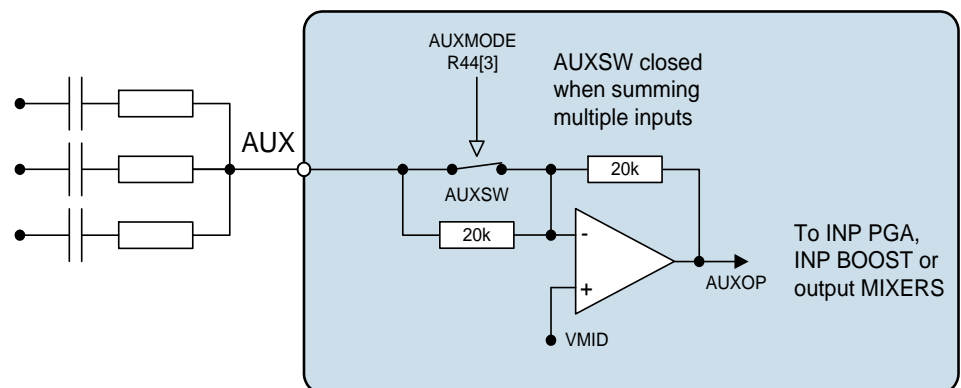 AUXMODE
R44[3]
AUXSW closed
when summing
multiple inputs
AUX
20k
AUXSW
20k
-
+
To INP PGA,
INP BOOST or
output MIXERS
AUXOP
VMID